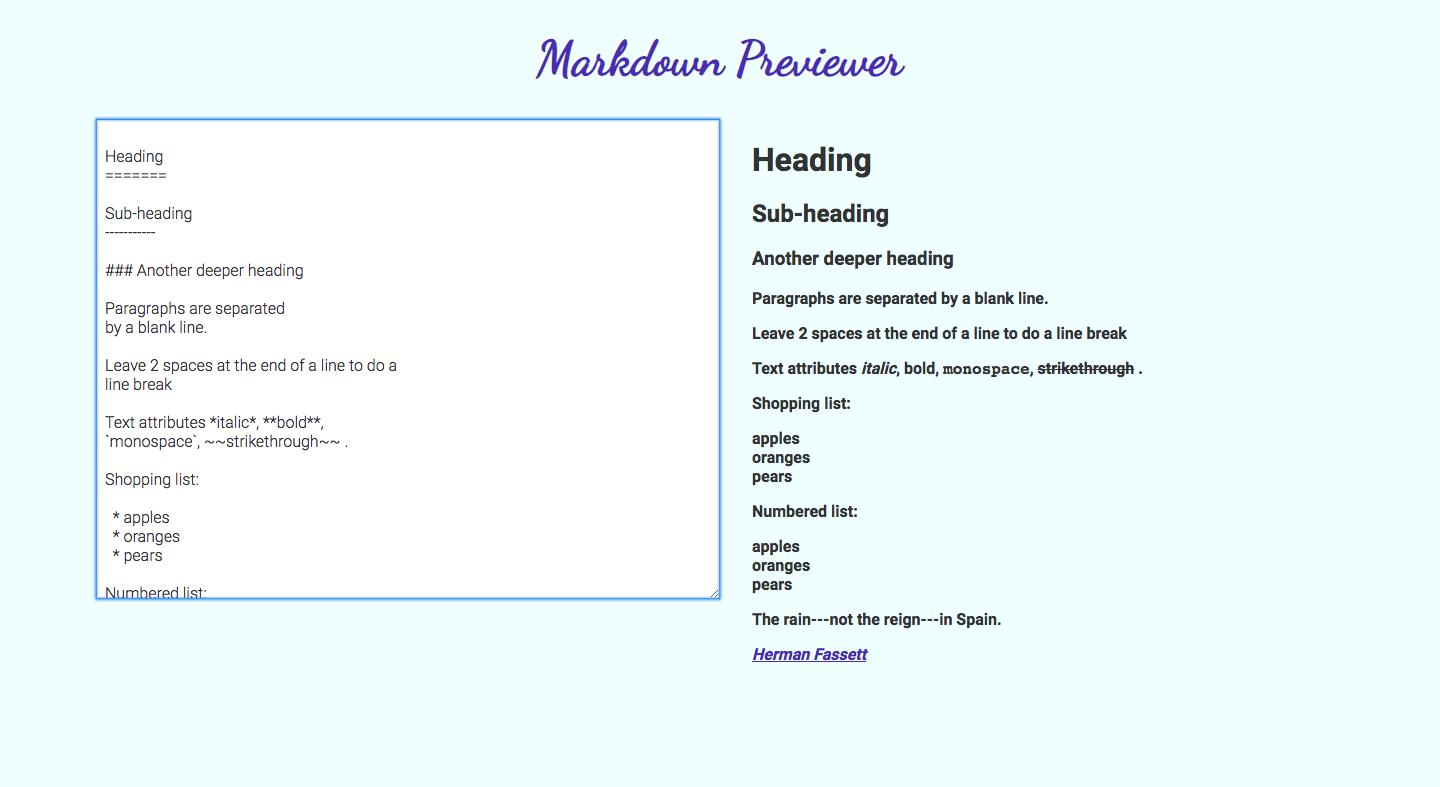 Markdown Previewer
Heading
=======
Sub-heading
-----------
### Another deeper heading
Paragraphs are separated
by a blank line.
Leave 2 spaces at the end of a line to do a
line break
Text attributes *italic*, **bold**,
`monospace`, ~~strikethrough~~ .
Shopping list:
* apples
* oranges
* pears
Numbered list:
Heading
Sub-heading
Another deeper heading
Paragraphs are separated by a blank line.
Leave 2 spaces at the end of a line to do a line break
Text attributes italic, bold, monospace, strikethrough .
Shopping list:
apples
oranges
pears
Numbered list:
apples
oranges
pears
The rain---not the reign---in Spain.
Herman Fassett